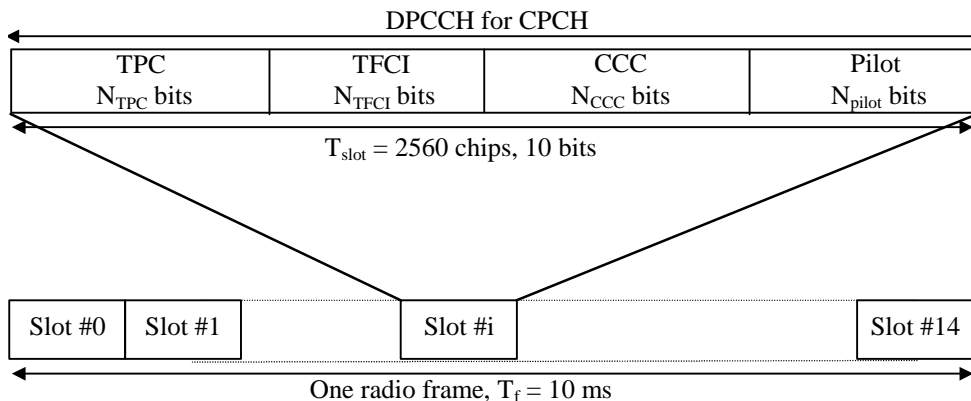 DPCCH for CPCH
TPC TFCI CCC Pilot
N_TPC bits N_TFCI bits N_CCC bits N_pilot bits
T_slot = 2560 chips, 10 bits
Slot #0 Slot #1 Slot #i Slot #14
One radio frame, T_f = 10 ms